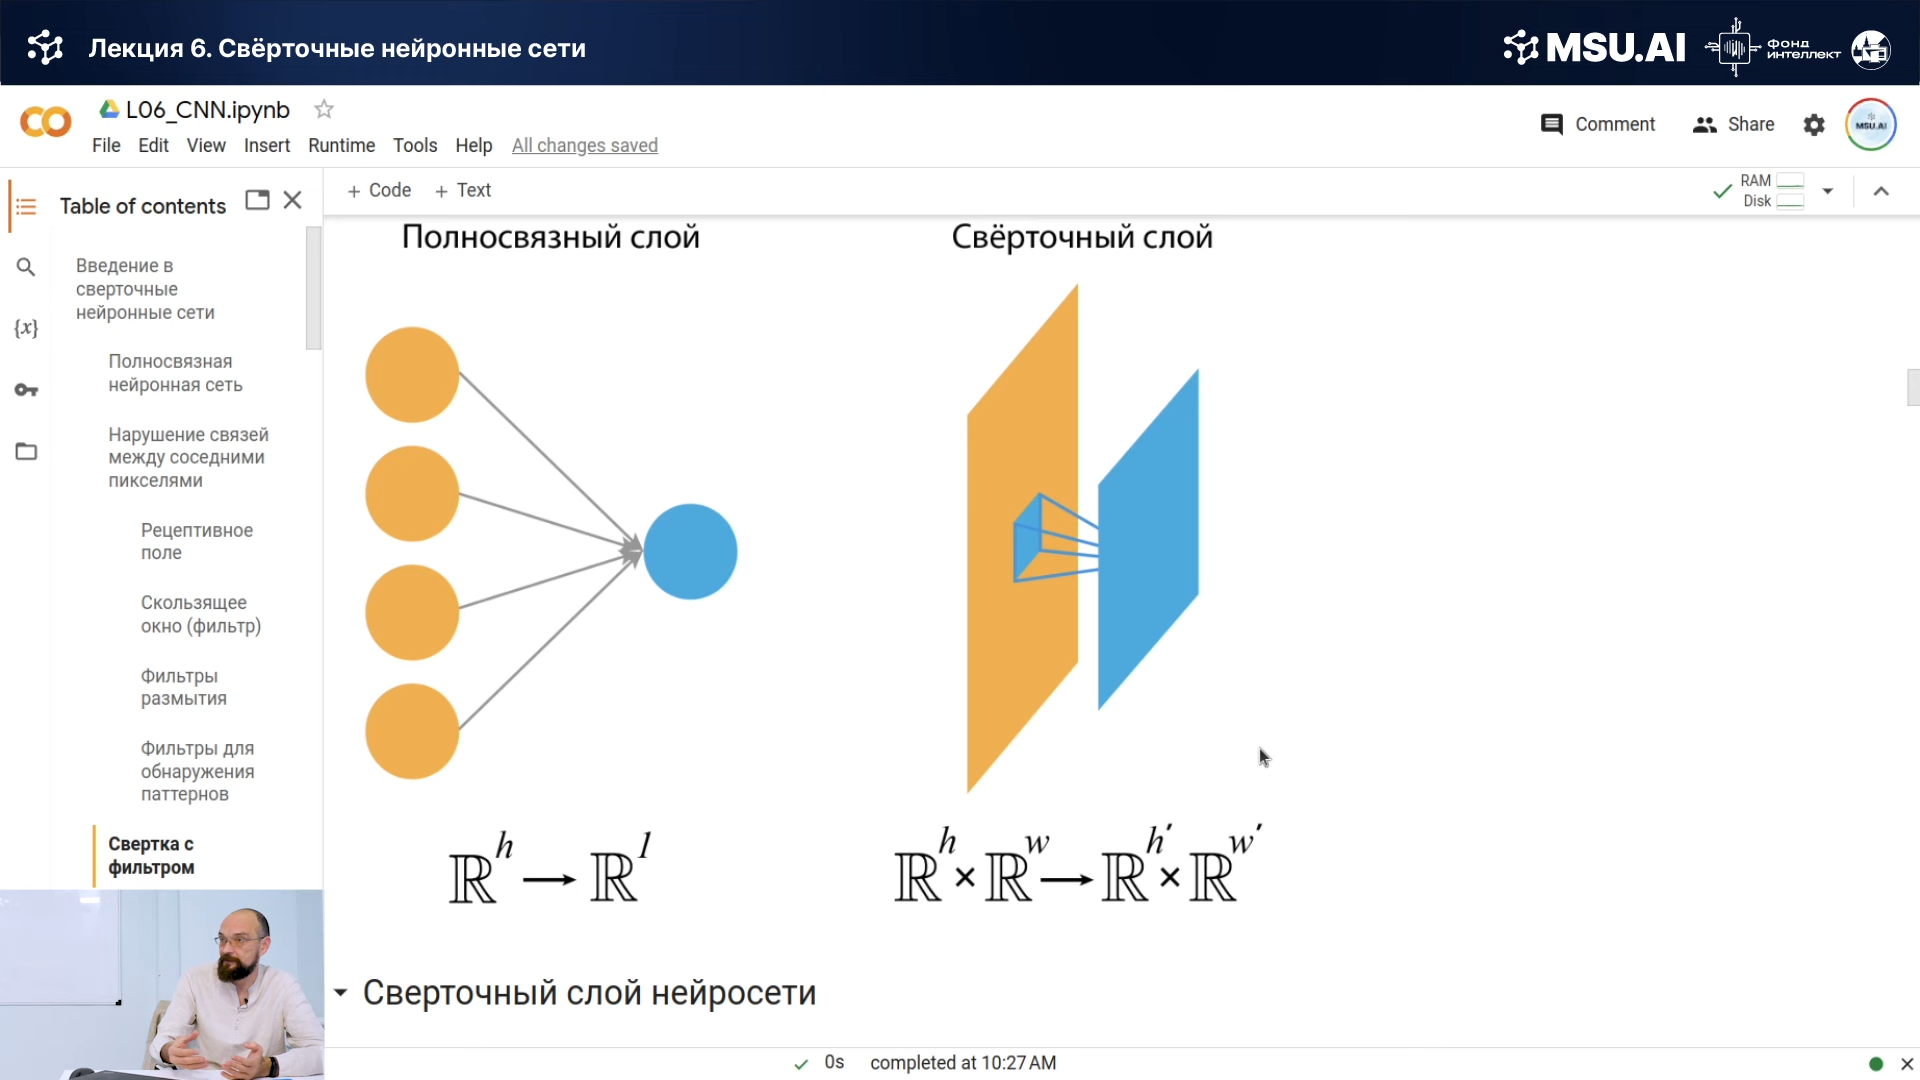 Лекция 6. Свёрточные нейронные сети
MSU.AI
ФОНД
ИНТЕЛЛЕКТ
L06_CNN.ipynb
File Edit View Insert Runtime Tools Help All changes saved
Comment
Share
MSU.AI
+ Code + Text
RAM
Disk
Table of contents
{x}
Введение в
сверточные
нейронные сети
Полносвязная
нейронная сеть
Нарушение связей
между соседними
пикселями
Рецептивное
поле
Скользящее
окно (фильтр)
Фильтры
размытия
Фильтры для
обнаружения
паттернов
Свертка с
фильтром
Полносвязный слой
Свёрточный слой
ℝ^h → ℝ^1
ℝ^h × ℝ^w → ℝ^h′ × ℝ^w′
Сверточный слой нейросети
0s completed at 10:27 AM